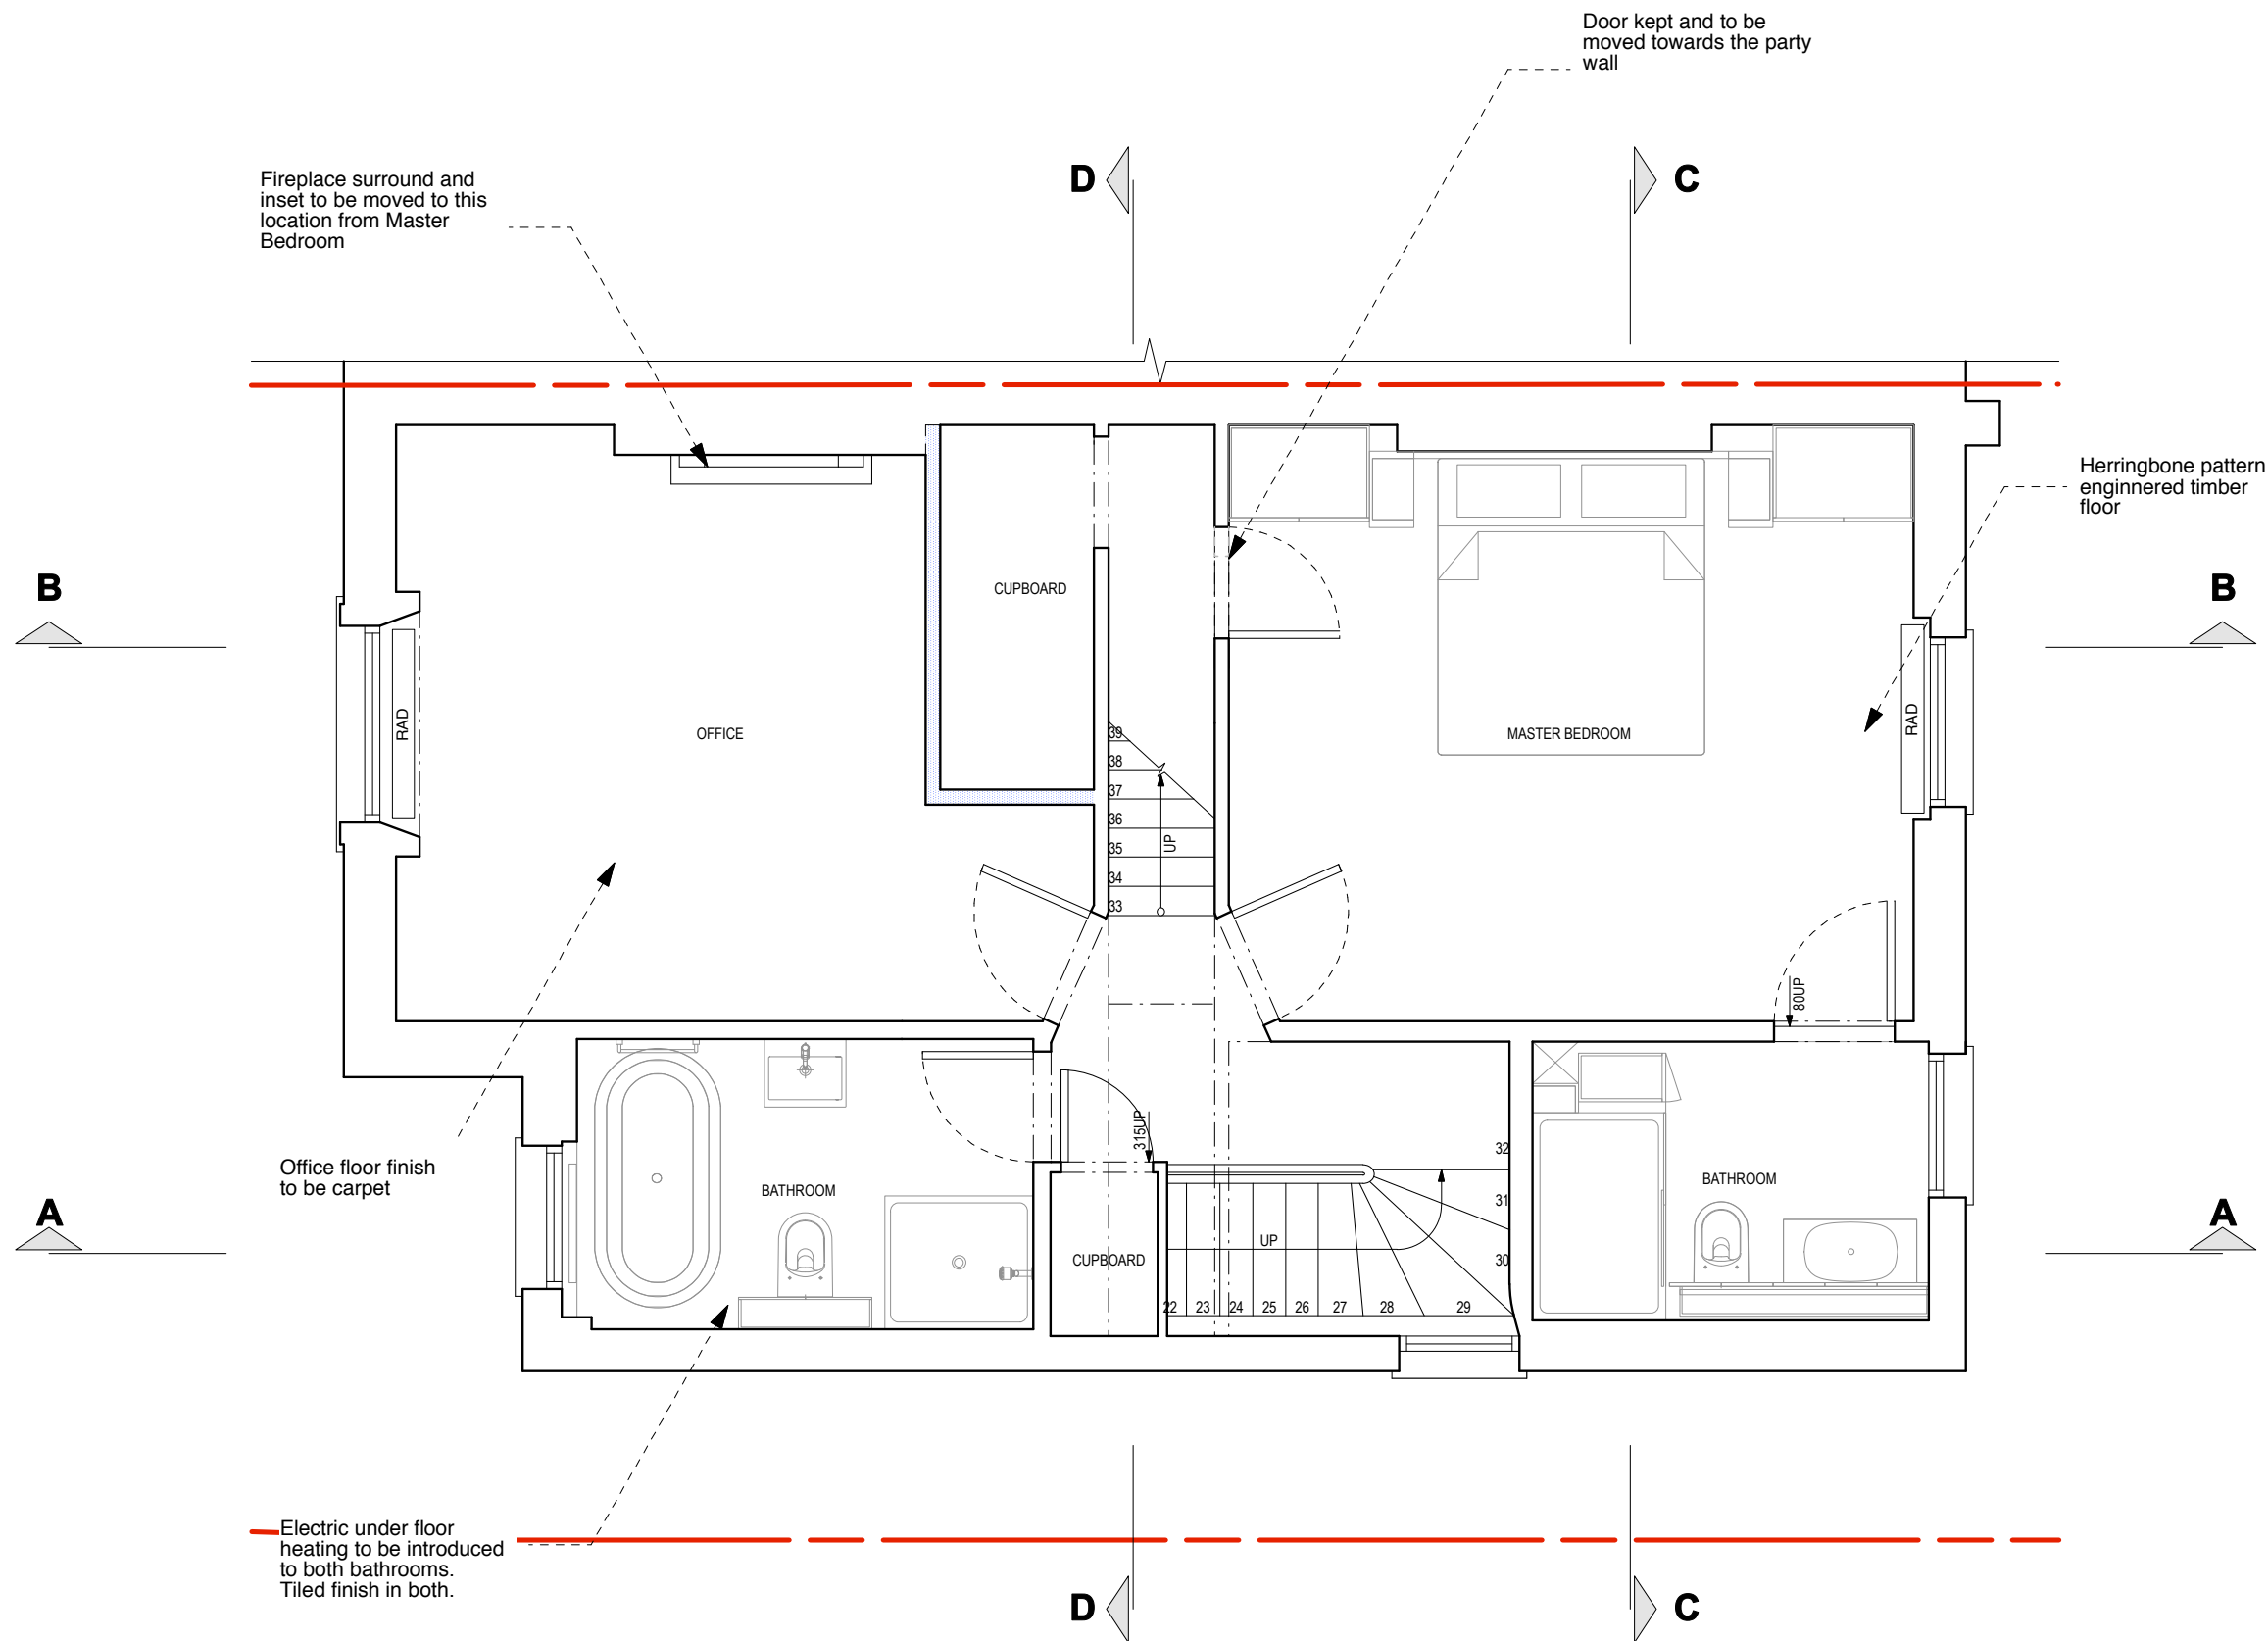 Door kept and to be
moved towards the party
wall
D
C
Fireplace surround and
inset to be moved to this
location from Master
Bedroom
Herringbone pattern
enginnered timber
floor
B
B
CUPBOARD
RAD
OFFICE
MASTER BEDROOM
RAD
39
38
37
36
35
34
33
UP
80UP
315UP
Office floor finish
to be carpet
BATHROOM
BATHROOM
32
31
30
A
A
UP
CUPBOARD
22
23
24
25
26
27
28
29
Electric under floor
heating to be introduced
to both bathrooms.
Tiled finish in both.
D
C